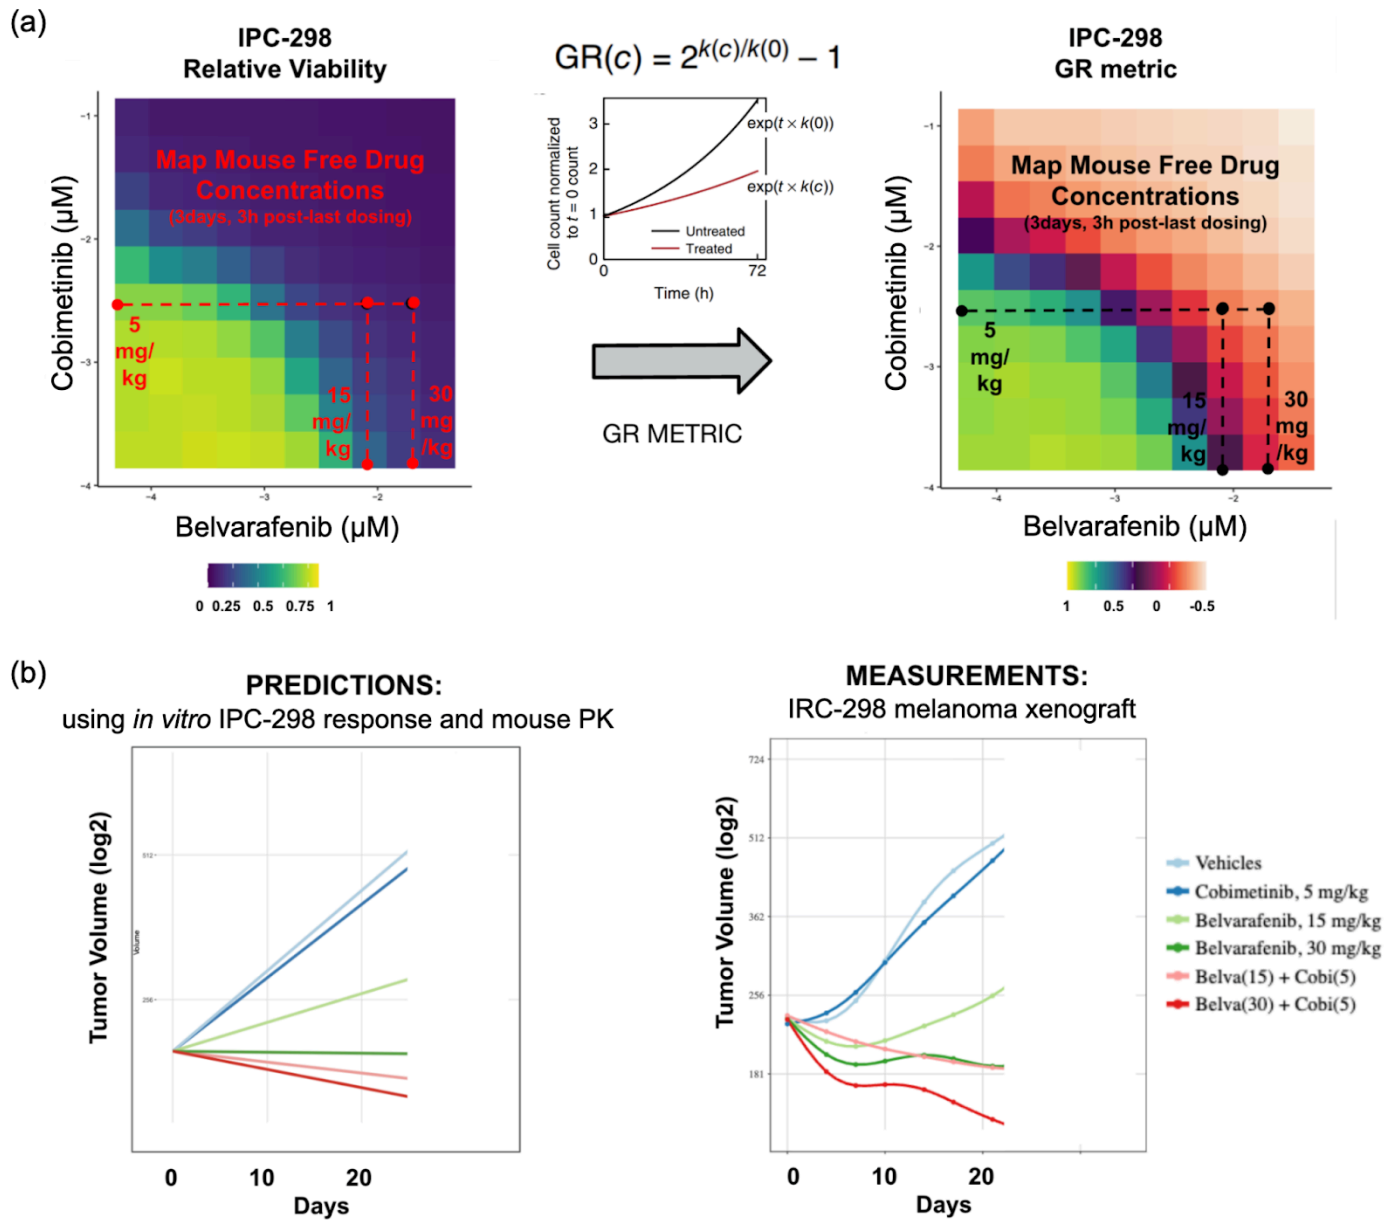 (a)
IPC-298
Relative Viability
GR(c) = 2^k(c)/k(0) – 1
IPC-298
GR metric
Cobimetinib (µM)
−1
−2
−3
−4
Map Mouse Free Drug
Concentrations
(3days, 3h post-last dosing)
5
mg/
kg
15
mg/
kg
30
mg
/kg
−4
−3
−2
Belvarafenib (µM)
0 0.25 0.5 0.75 1
Cell count normalized
to t = 0 count
3
2
1
0
exp(t × k(0))
exp(t × k(c))
Untreated
Treated
0
72
Time (h)
GR METRIC
Cobimetinib (µM)
−1
−2
−3
−4
Map Mouse Free Drug
Concentrations
(3days, 3h post-last dosing)
5
mg/
kg
15
mg/
kg
30
mg
/kg
−4
−3
−2
Belvarafenib (µM)
1 0.5 0 -0.5
(b)
PREDICTIONS:
using in vitro IPC-298 response and mouse PK
Tumor Volume (log2)
Volume
512
256
0 10 20
Days
MEASUREMENTS:
IRC-298 melanoma xenograft
Tumor Volume (log2)
724
512
362
256
181
0 10 20
Days
Vehicles
Cobimetinib, 5 mg/kg
Belvarafenib, 15 mg/kg
Belvarafenib, 30 mg/kg
Belva(15) + Cobi(5)
Belva(30) + Cobi(5)